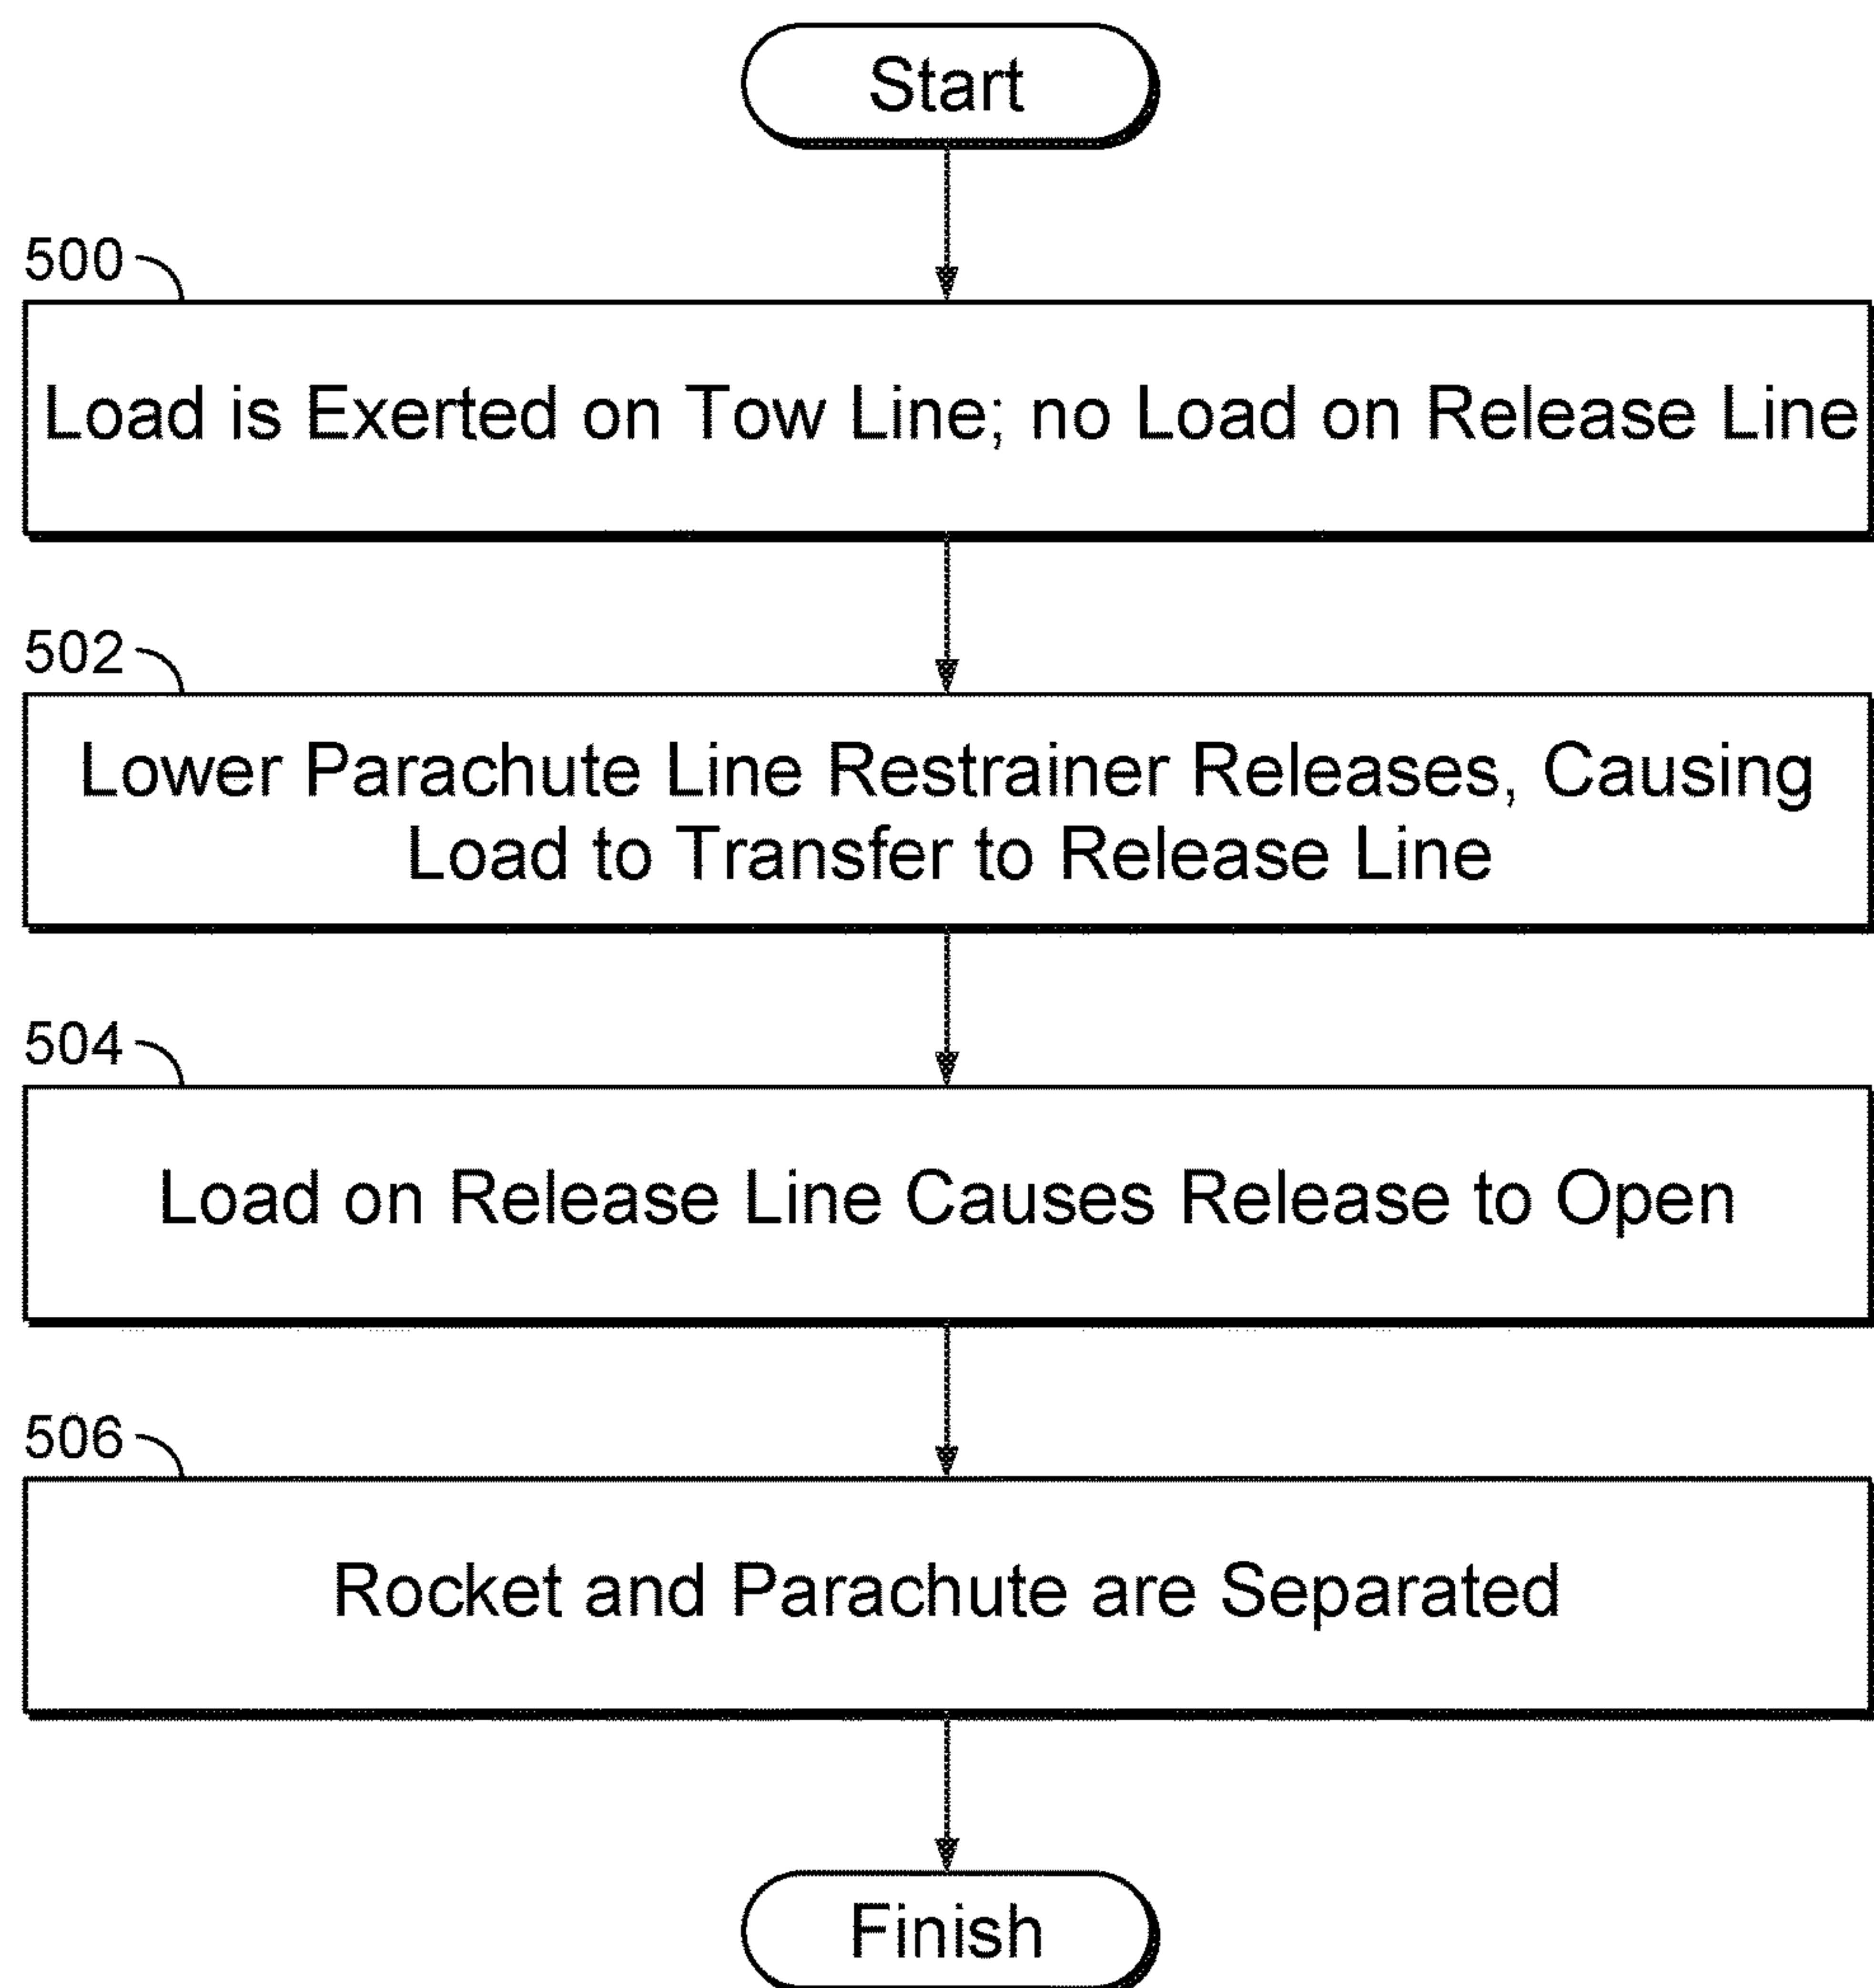 Start
500
Load is Exerted on Tow Line; no Load on Release Line
502
Lower Parachute Line Restrainer Releases, Causing
Load to Transfer to Release Line
504
Load on Release Line Causes Release to Open
506
Rocket and Parachute are Separated
Finish